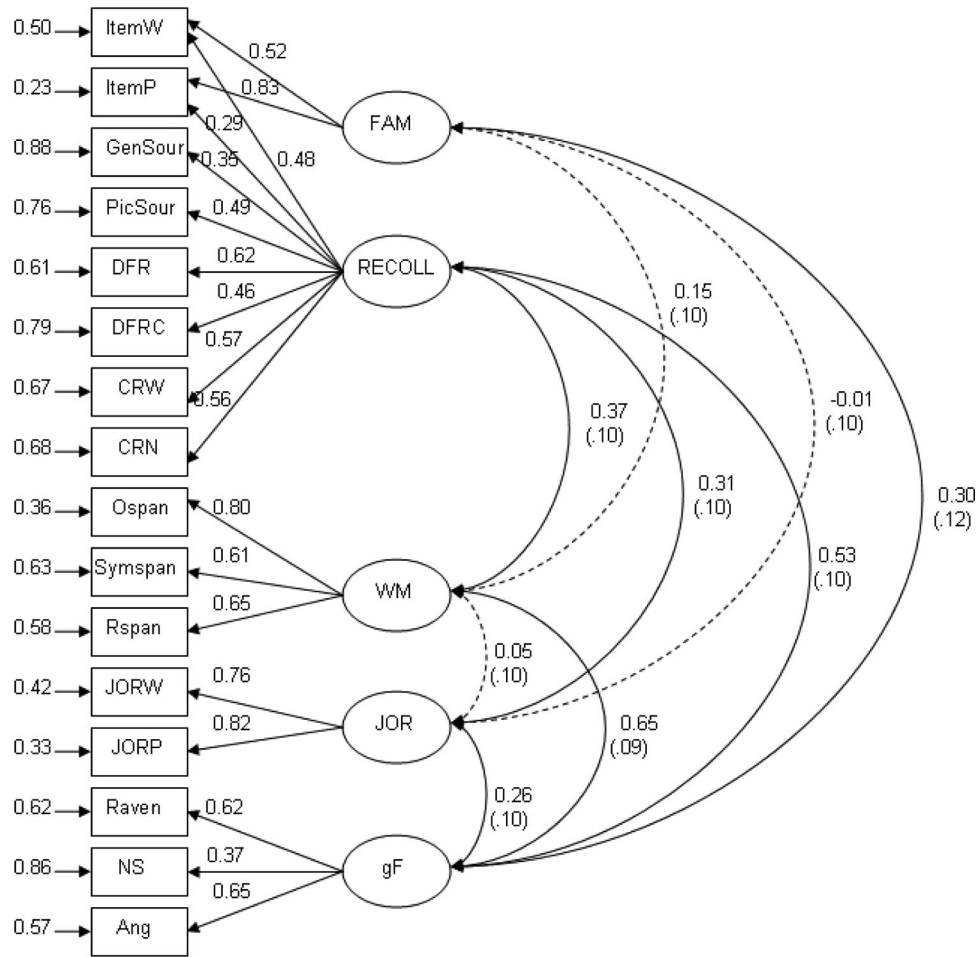 0.50 ItemW
0.52
0.23 ItemP
0.83
FAM
0.29
0.88 GenSour
0.35
0.48
0.76 PicSour
0.49
0.61 DFR
0.62
RECOLL
0.46
0.79 DFRC
0.57
0.67 CRW
0.56
0.68 CRN
0.15
(.10)
0.37
(.10)
-0.01
(.10)
0.31
(.10)
0.30
(.12)
0.53
(.10)
0.36 Ospan
0.80
0.63 Symspan
0.61
WM
0.58 Rspan
0.65
0.05
(.10)
0.42 JORW
0.76
JOR
0.33 JORP
0.82
0.65
(.09)
0.26
(.10)
0.62 Raven
0.62
0.86 NS
0.37
gF
0.57 Ang
0.65